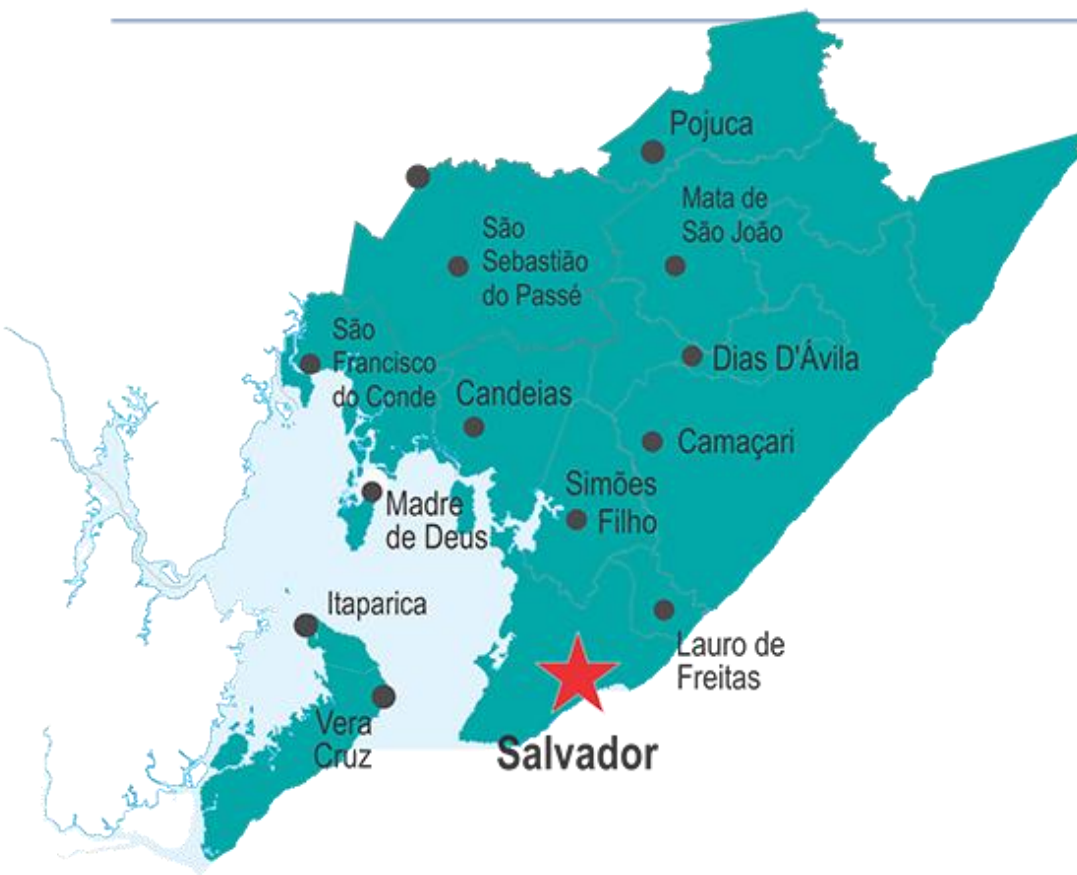 Pojuca
Mata de
São João
São
Sebastião
do Passé
São
Francisco
do Conde
Dias D'Ávila
Candeias
Camaçari
Simões
Filho
Madre
de Deus
Itaparica
Lauro de
Freitas
Vera
Cruz
Salvador